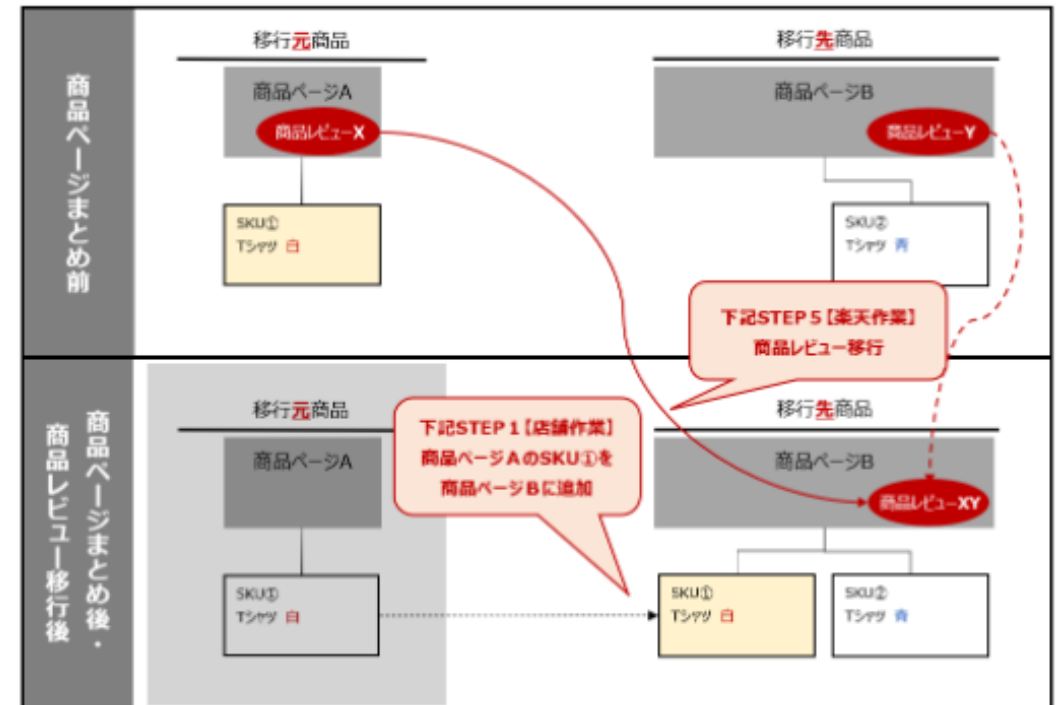 商品ページまとめ前
移行元商品
商品ページA
商品レビューX
SKU①
Tシャツ 白
移行先商品
商品ページB
商品レビューY
SKU②
Tシャツ 青
下記STEP5【楽天作業】
商品レビュー移行
商品ページまとめ後・
商品レビュー移行後
移行元商品
商品ページA
SKU①
Tシャツ 白
下記STEP1【店舗作業】
商品ページAのSKU①を
商品ページBに追加
移行先商品
商品ページB
商品レビューXY
SKU①
Tシャツ 白
SKU②
Tシャツ 青